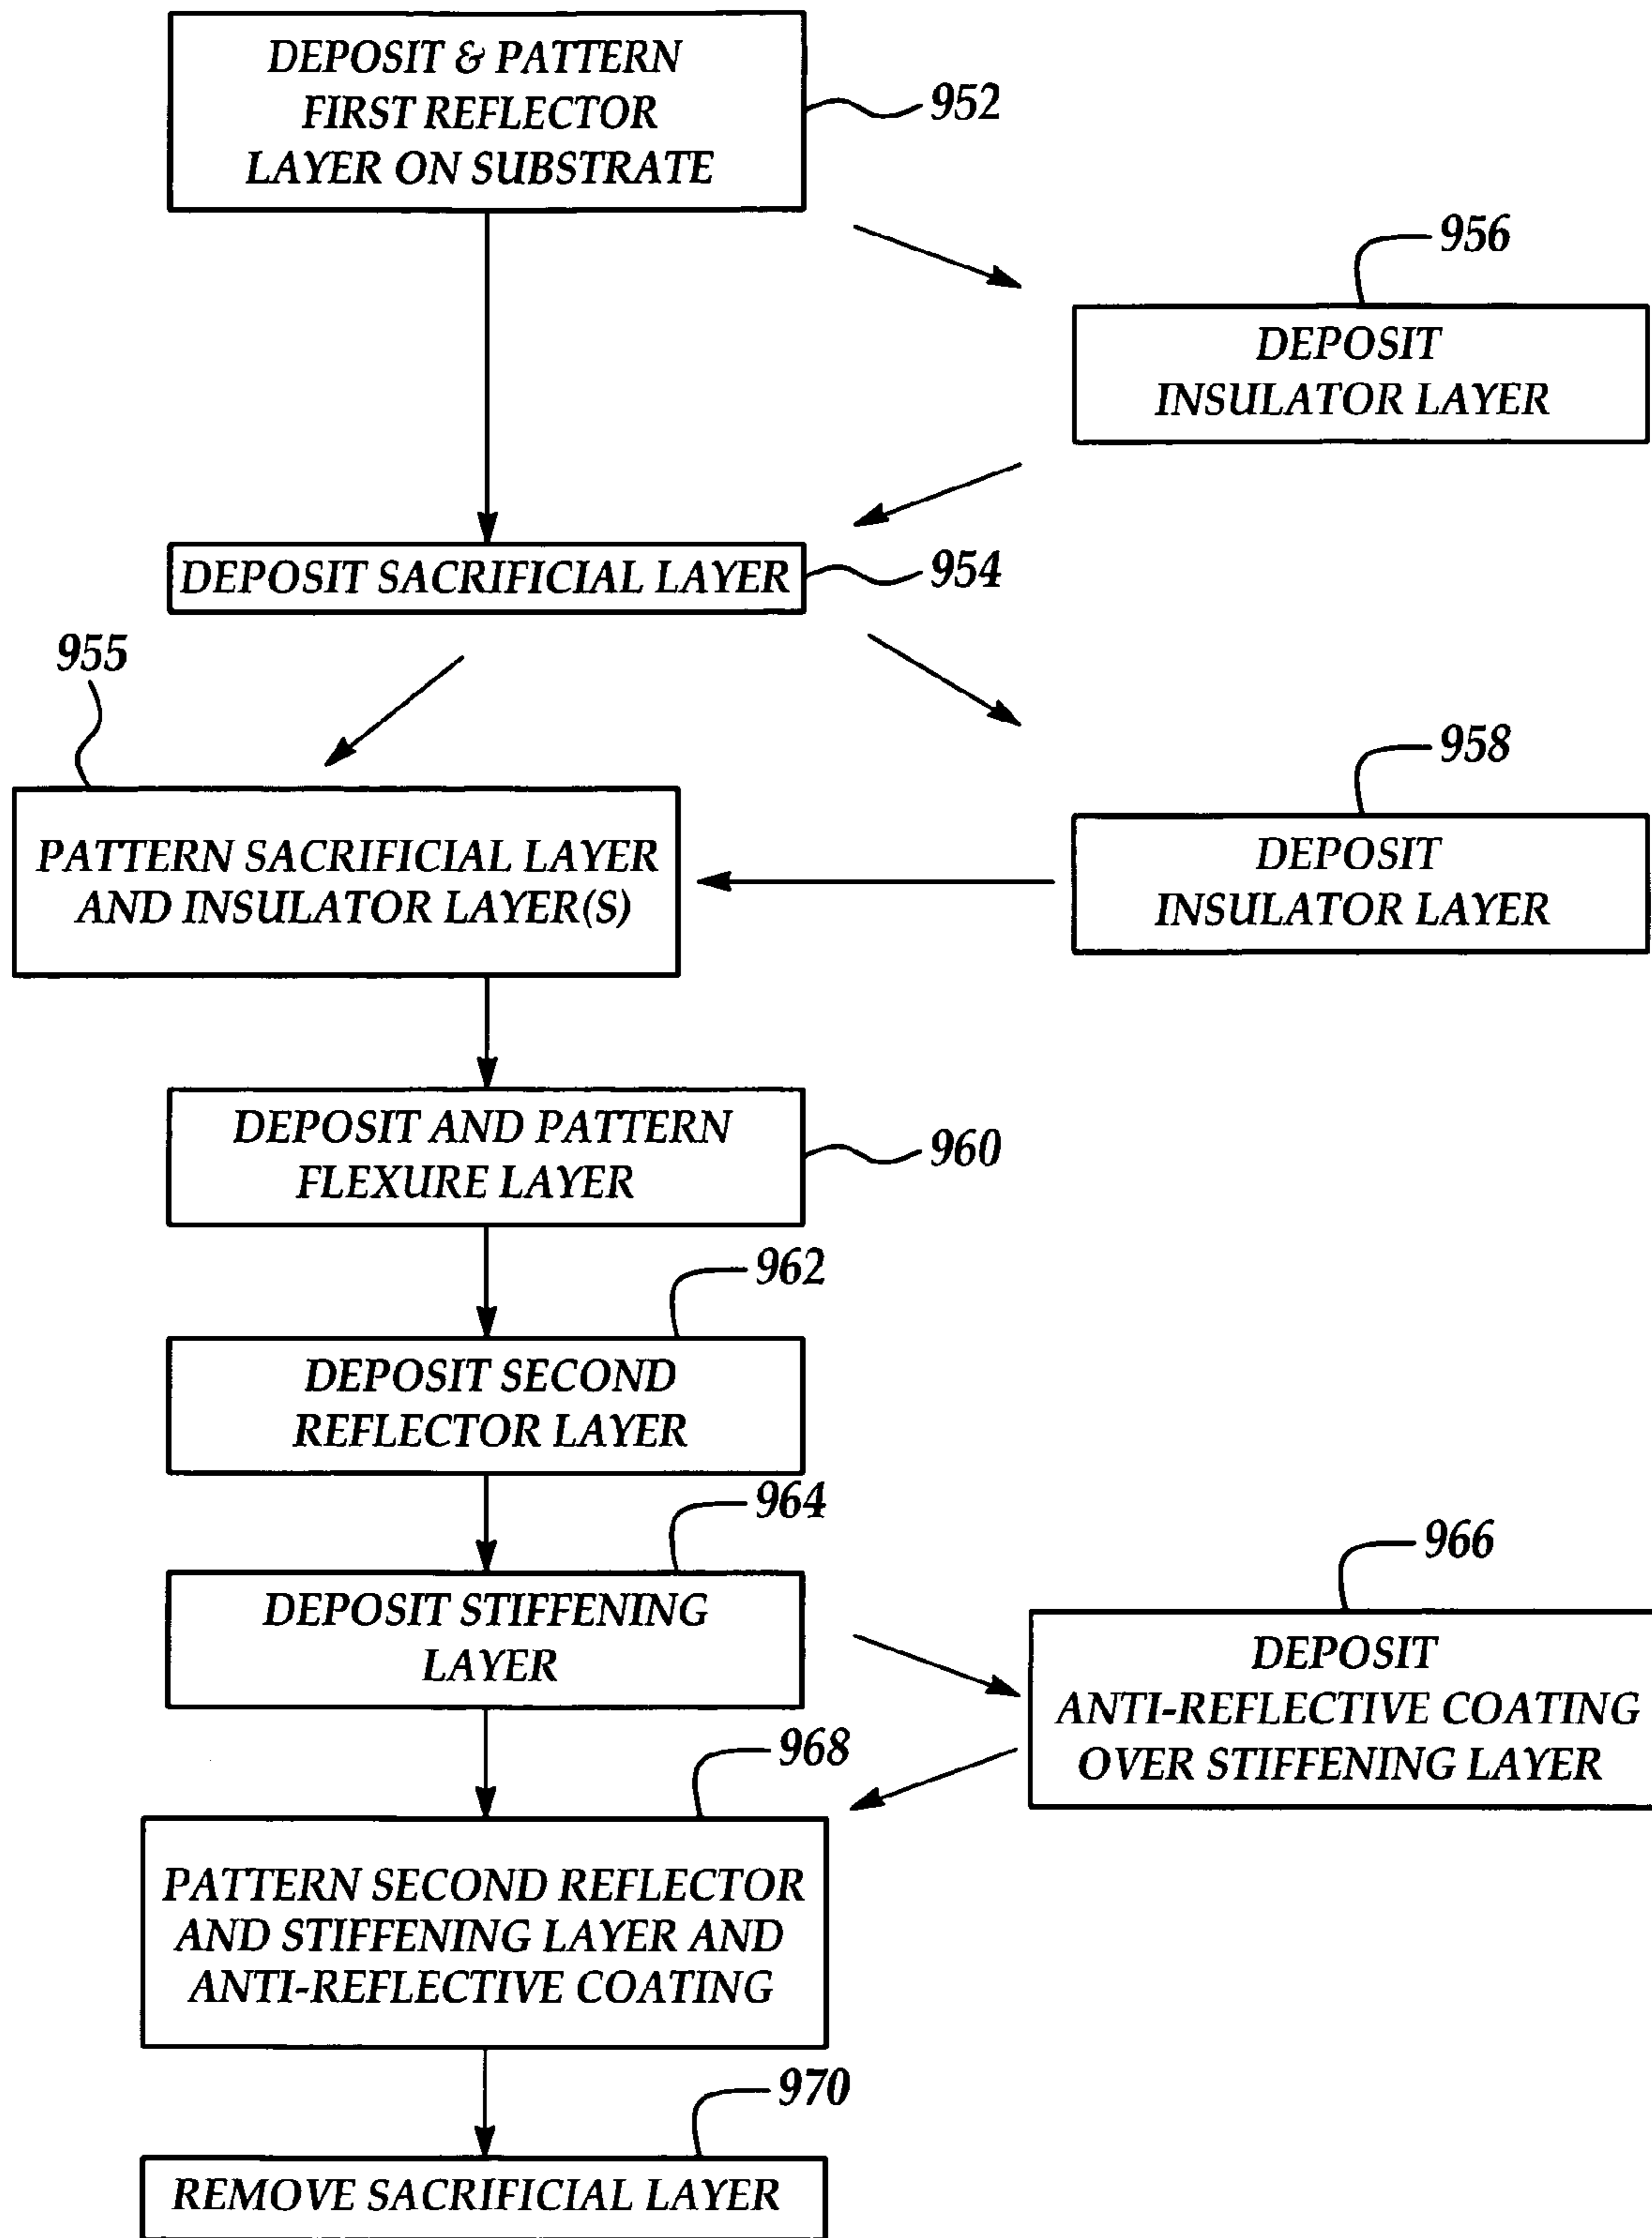 DEPOSIT & PATTERN
FIRST REFLECTOR
LAYER ON SUBSTRATE
952
956
DEPOSIT
INSULATOR LAYER
DEPOSIT SACRIFICIAL LAYER
954
955
PATTERN SACRIFICIAL LAYER
AND INSULATOR LAYER(S)
958
DEPOSIT
INSULATOR LAYER
DEPOSIT AND PATTERN
FLEXURE LAYER
960
962
DEPOSIT SECOND
REFLECTOR LAYER
964
DEPOSIT STIFFENING
LAYER
966
DEPOSIT
ANTI-REFLECTIVE COATING
OVER STIFFENING LAYER
968
PATTERN SECOND REFLECTOR
AND STIFFENING LAYER AND
ANTI-REFLECTIVE COATING
970
REMOVE SACRIFICIAL LAYER